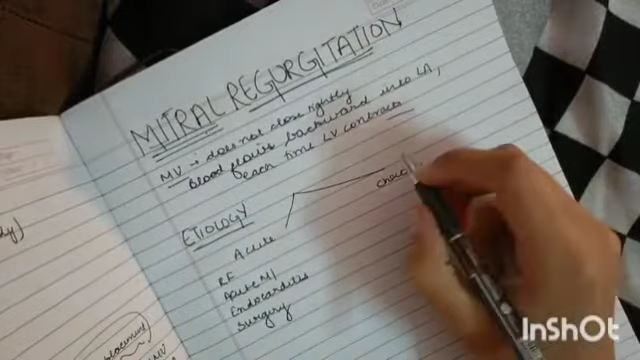 MITRAL REGURGITATION
MV → does not close tightly
blood flows backward into LA,
each time LV contracts
ETIOLOGY
Acute
RF
Acute MI
Endocarditis
Surgery
InShOt